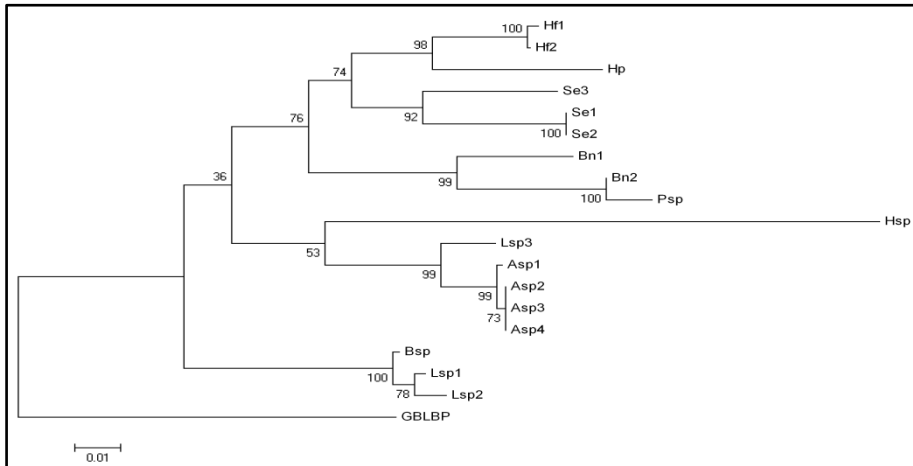 100
Hf1
Hf2
98
Hp
74
Se3
92
Se1
100
Se2
76
Bn1
99
Bn2
100
Psp
36
Hsp
53
Lsp3
99
Asp1
99
Asp2
73
Asp3
Asp4
Bsp
100
Lsp1
78
Lsp2
GBLBP
0.01